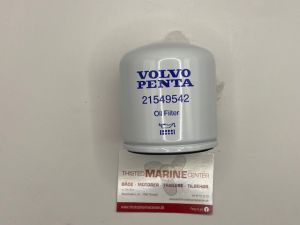 VOLVO
PENTA
21549542
Oil Filter
THISTED MARINE CENTER
BÅDE · MOTORER · TRAILERE · TILBEHØR